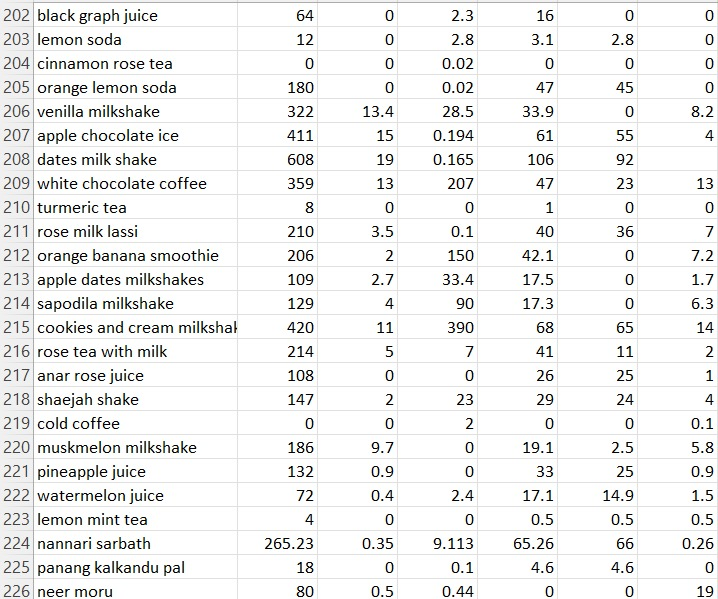 202 black graph juice 64 0 2.3 16 0 0
203 lemon soda 12 0 2.8 3.1 2.8 0
204 cinnamon rose tea 0 0 0.02 0 0 0
205 orange lemon soda 180 0 0.02 47 45 0
206 venilla milkshake 322 13.4 28.5 33.9 0 8.2
207 apple chocolate ice 411 15 0.194 61 55 4
208 dates milk shake 608 19 0.165 106 92
209 white chocolate coffee 359 13 207 47 23 13
210 turmeric tea 8 0 0 1 0 0
211 rose milk lassi 210 3.5 0.1 40 36 7
212 orange banana smoothie 206 2 150 42.1 0 7.2
213 apple dates milkshakes 109 2.7 33.4 17.5 0 1.7
214 sapodila milkshake 129 4 90 17.3 0 6.3
215 cookies and cream milkshak 420 11 390 68 65 14
216 rose tea with milk 214 5 7 41 11 2
217 anar rose juice 108 0 0 26 25 1
218 shaejah shake 147 2 23 29 24 4
219 cold coffee 0 0 2 0 0 0.1
220 muskmelon milkshake 186 9.7 0 19.1 2.5 5.8
221 pineapple juice 132 0.9 0 33 25 0.9
222 watermelon juice 72 0.4 2.4 17.1 14.9 1.5
223 lemon mint tea 4 0 0 0.5 0.5 0.5
224 nannari sarbath 265.23 0.35 9.113 65.26 66 0.26
225 panang kalkandu pal 18 0 0.1 4.6 4.6 0
226 neer moru 80 0.5 0.44 0 0 19